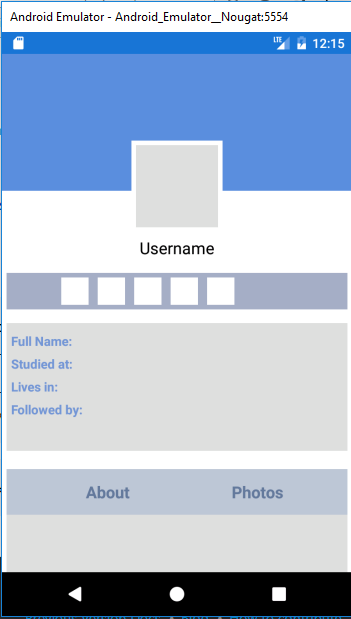 Android Emulator - Android_Emulator__Nougat:5554
LTE 12:15
Username
Full Name:
Studied at:
Lives in:
Followed by:
About Photos